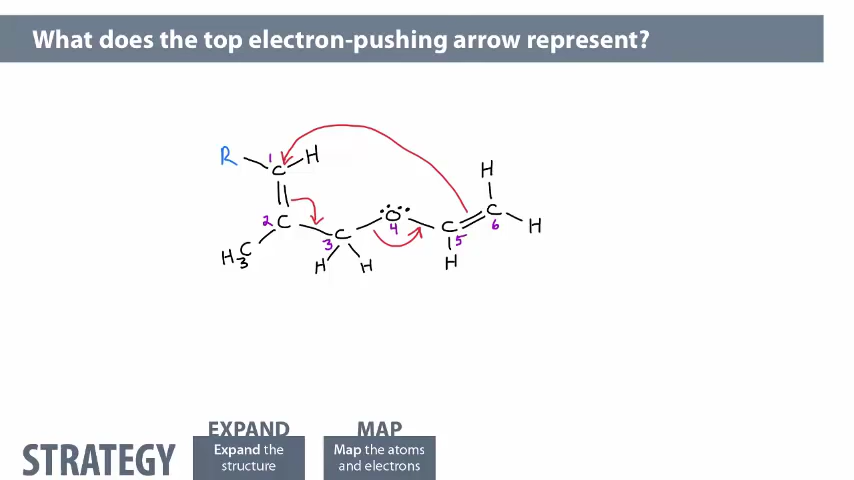 What does the top electron-pushing arrow represent?
R 1 C H
2 C
H3C
3 C
H H
O 4
C 5
H
H
C 6
H
STRATEGY
EXPAND
Expand the
structure
MAP
Map the atoms
and electrons